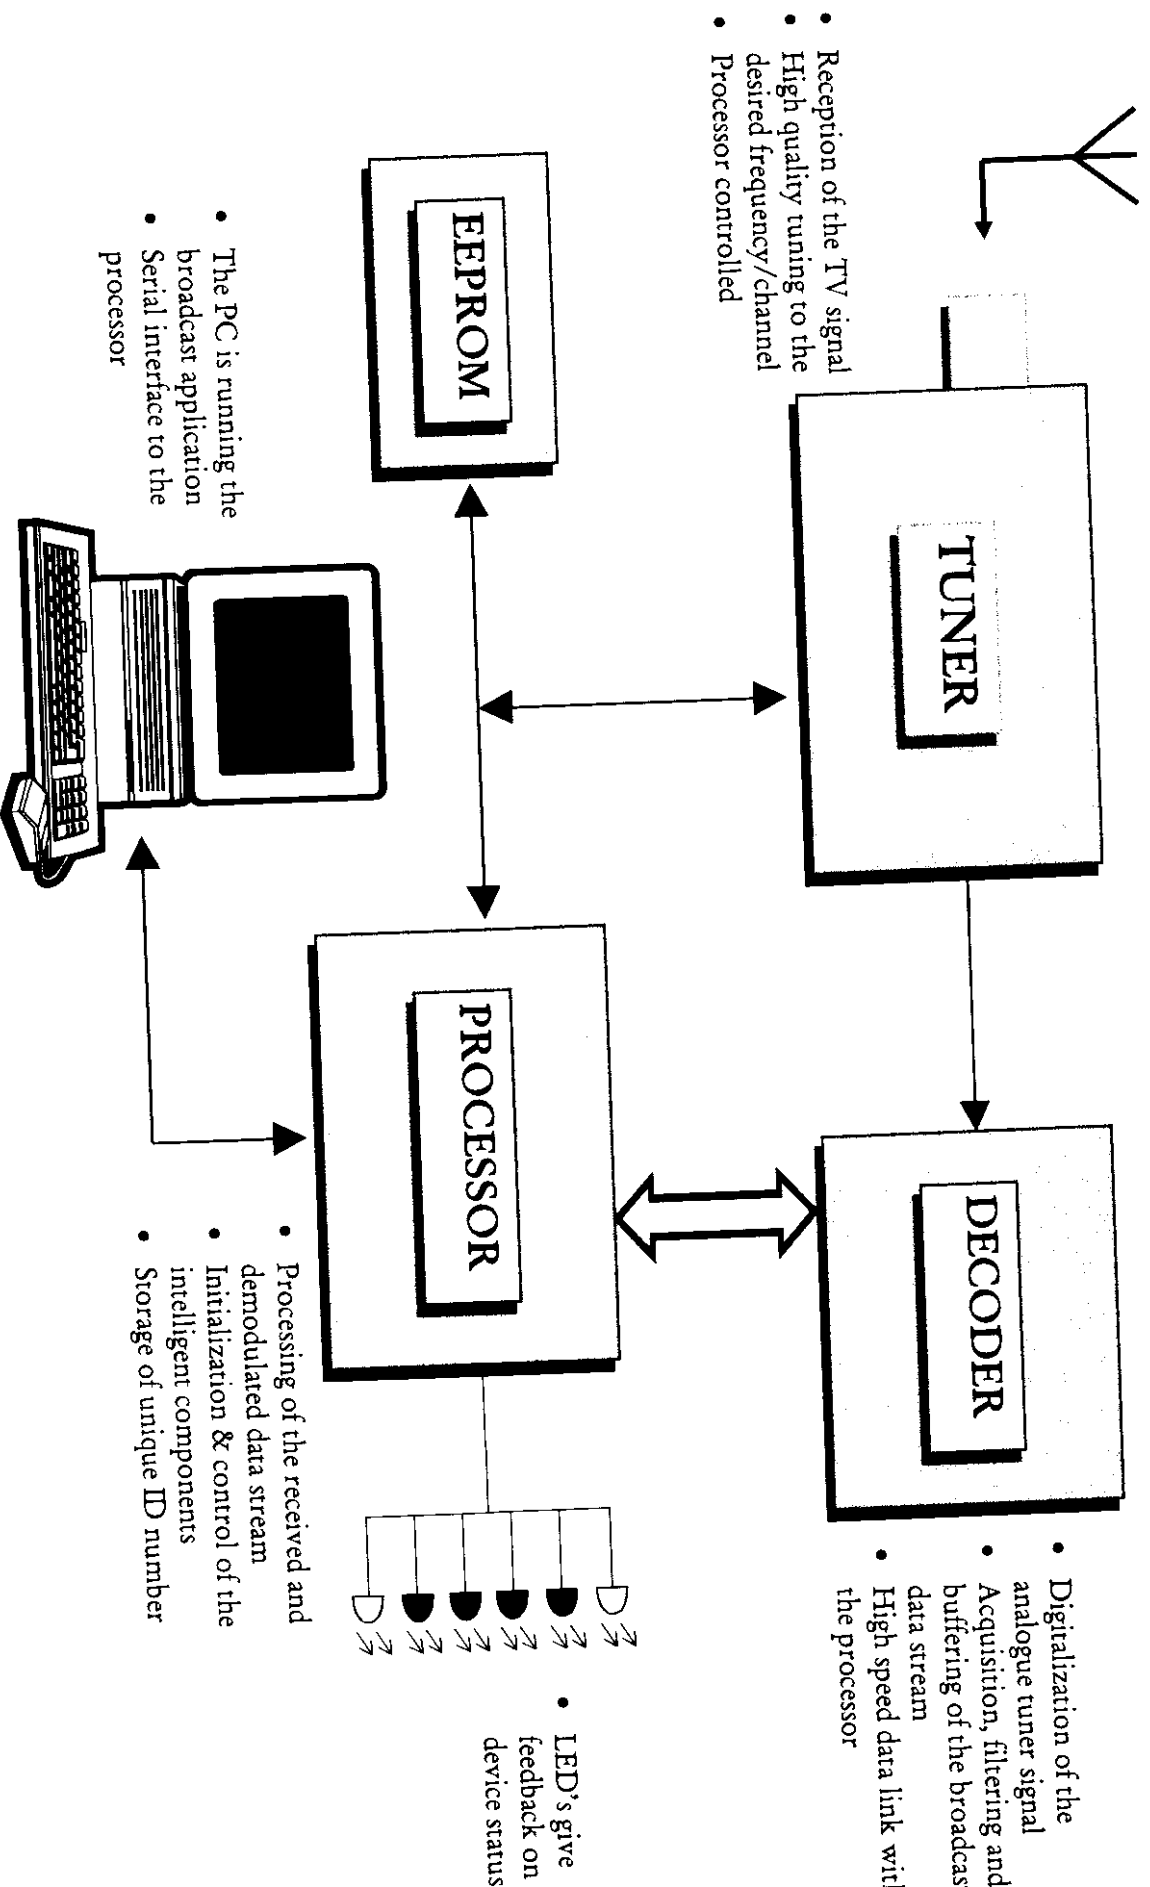 TUNER
DECODER
• Reception of the TV signal
• High quality tuning to the
desired frequency/channel
• Processor controlled
• Digitalization of the
analogue tuner signal
• Acquisition, filtering and
buffering of the broadcas
data stream
• High speed data link wit
the processor
EEPROM
PROCESSOR
• LED's give
feedback on
device status
• The PC is running the
broadcast application
• Serial interface to the
processor
• Processing of the received and
demodulated data stream
• Initialization & control of the
intelligent components
• Storage of unique ID number